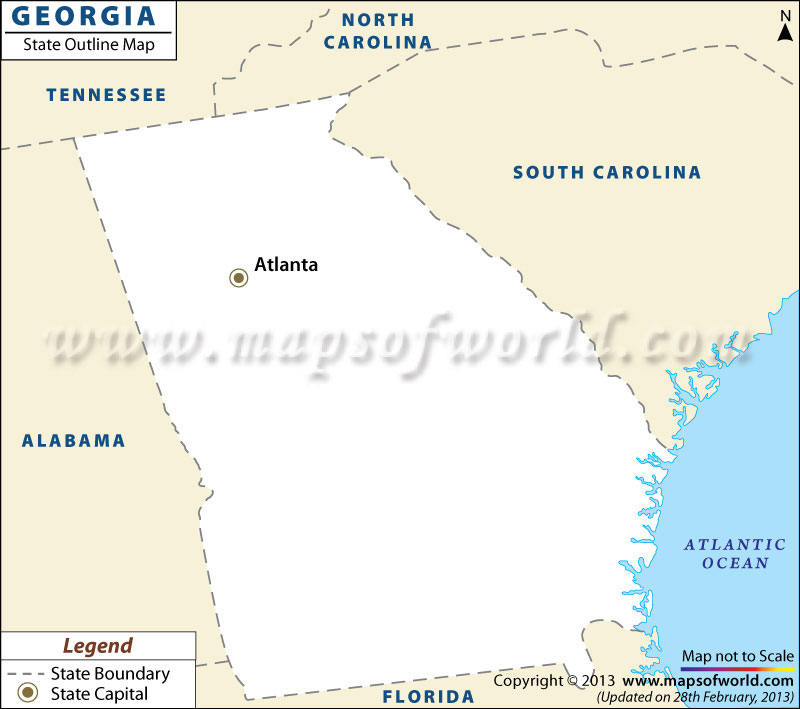 GEORGIA
State Outline Map
NORTH
CAROLINA
N
TENNESSEE
SOUTH CAROLINA
Atlanta
www.mapsofworld.com
ALABAMA
ATLANTIC
OCEAN
Legend
State Boundary
State Capital
FLORIDA
Map not to Scale
Copyright © 2013 www.mapsofworld.com
(Updated on 28th February, 2013)